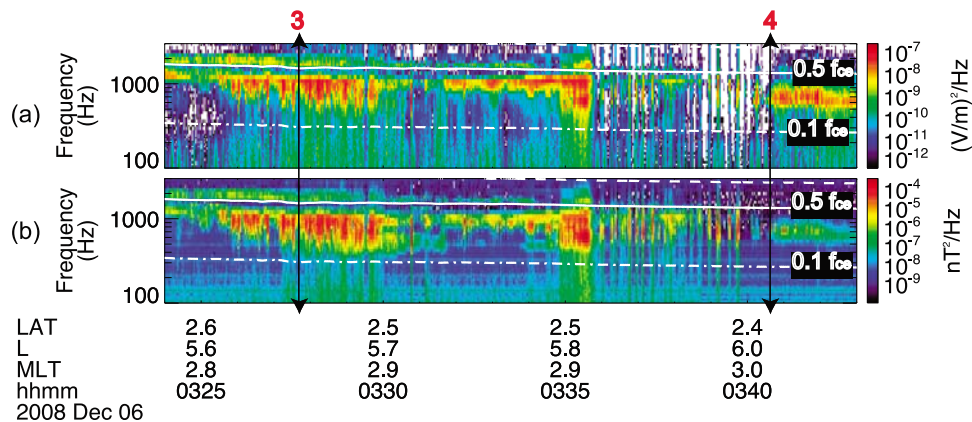 3 4
(a)
Frequency
(Hz)
1000
100
0.5 fce
0.1 fce
10-7
10-8
10-9
10-10
10-11
10-12
(V/m)2/Hz
(b)
Frequency
(Hz)
1000
100
0.5 fce
0.1 fce
10-4
10-5
10-6
10-7
10-8
10-9
nT2/Hz
LAT 2.6 2.5 2.5 2.4
L 5.6 5.7 5.8 6.0
MLT 2.8 2.9 2.9 3.0
hhmm 0325 0330 0335 0340
2008 Dec 06